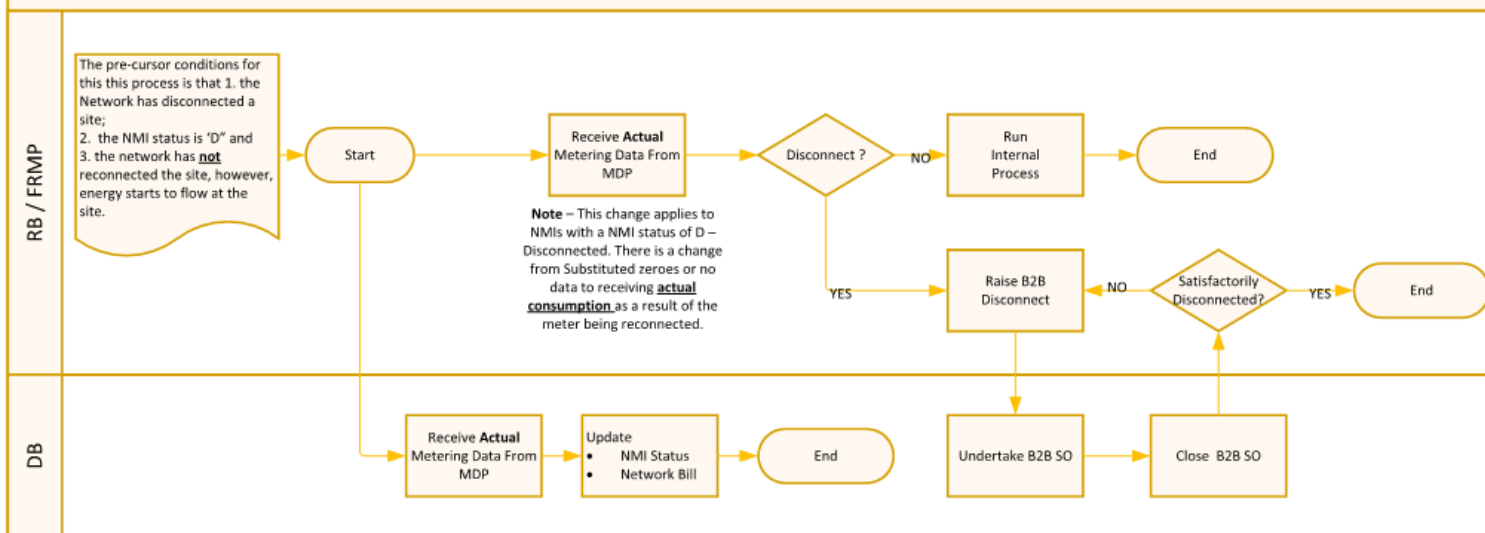 RB / FRMP
The pre-cursor conditions for
this this process is that 1. the
Network has disconnected a
site;
2.  the NMI status is ‘D” and
3. the network has not
reconnected the site, however,
energy starts to flow at the
site.
Start
Receive Actual
Metering Data From
MDP
Note – This change applies to
NMIs with a NMI status of D –
Disconnected. There is a change
from Substituted zeroes or no
data to receiving actual
consumption as a result of the
meter being reconnected.
Disconnect ?
NO
Run
Internal
Process
End
YES
Raise B2B
Disconnect
NO
Satisfactorily
Disconnected?
YES
End
DB
Receive Actual
Metering Data From
MDP
Update
• NMI Status
• Network Bill
End
Undertake B2B SO
Close  B2B SO